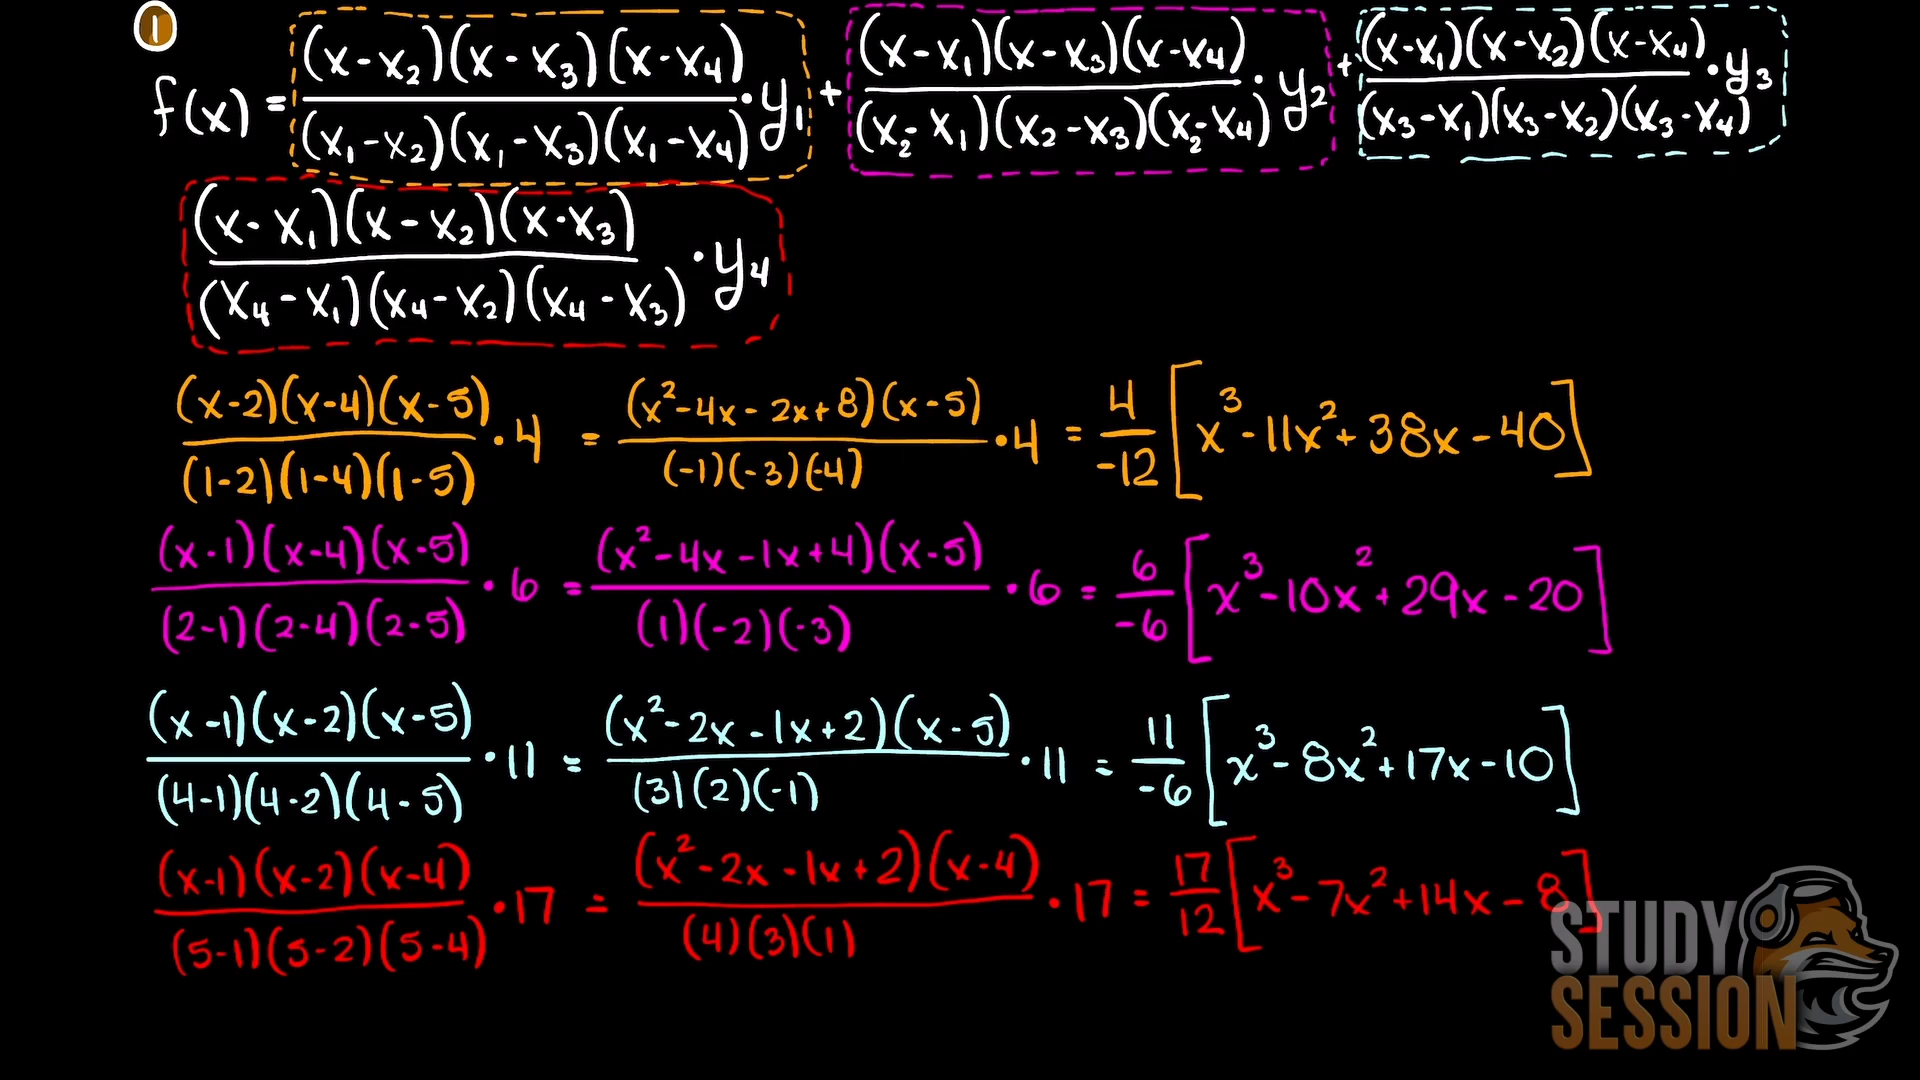 1
f(x) = (x-x₂)(x-x₃)(x-x₄)/(x₁-x₂)(x₁-x₃)(x₁-x₄) · y₁ + (x-x₁)(x-x₃)(x-x₄)/(x₂-x₁)(x₂-x₃)(x₂-x₄) · y₂ + (x-x₁)(x-x₂)(x-x₄)/(x₃-x₁)(x₃-x₂)(x₃-x₄) · y₃
(x-x₁)(x-x₂)(x-x₃)/(x₄-x₁)(x₄-x₂)(x₄-x₃) · y₄
(x-2)(x-4)(x-5)/(1-2)(1-4)(1-5) · 4 = (x²-4x-2x+8)(x-5)/(-1)(-3)(-4) · 4 = 4/-12 [x³-11x²+38x-40]
(x-1)(x-4)(x-5)/(2-1)(2-4)(2-5) · 6 = (x²-4x-1x+4)(x-5)/(1)(-2)(-3) · 6 = 6/-6 [x³-10x²+29x-20]
(x-1)(x-2)(x-5)/(4-1)(4-2)(4-5) · 11 = (x²-2x-1x+2)(x-5)/(3)(2)(-1) · 11 = 11/-6 [x³-8x²+17x-10]
(x-1)(x-2)(x-4)/(5-1)(5-2)(5-4) · 17 = (x²-2x-1x+2)(x-4)/(4)(3)(1) · 17 = 17/12 [x³-7x²+14x-8]
STUDY
SESSION